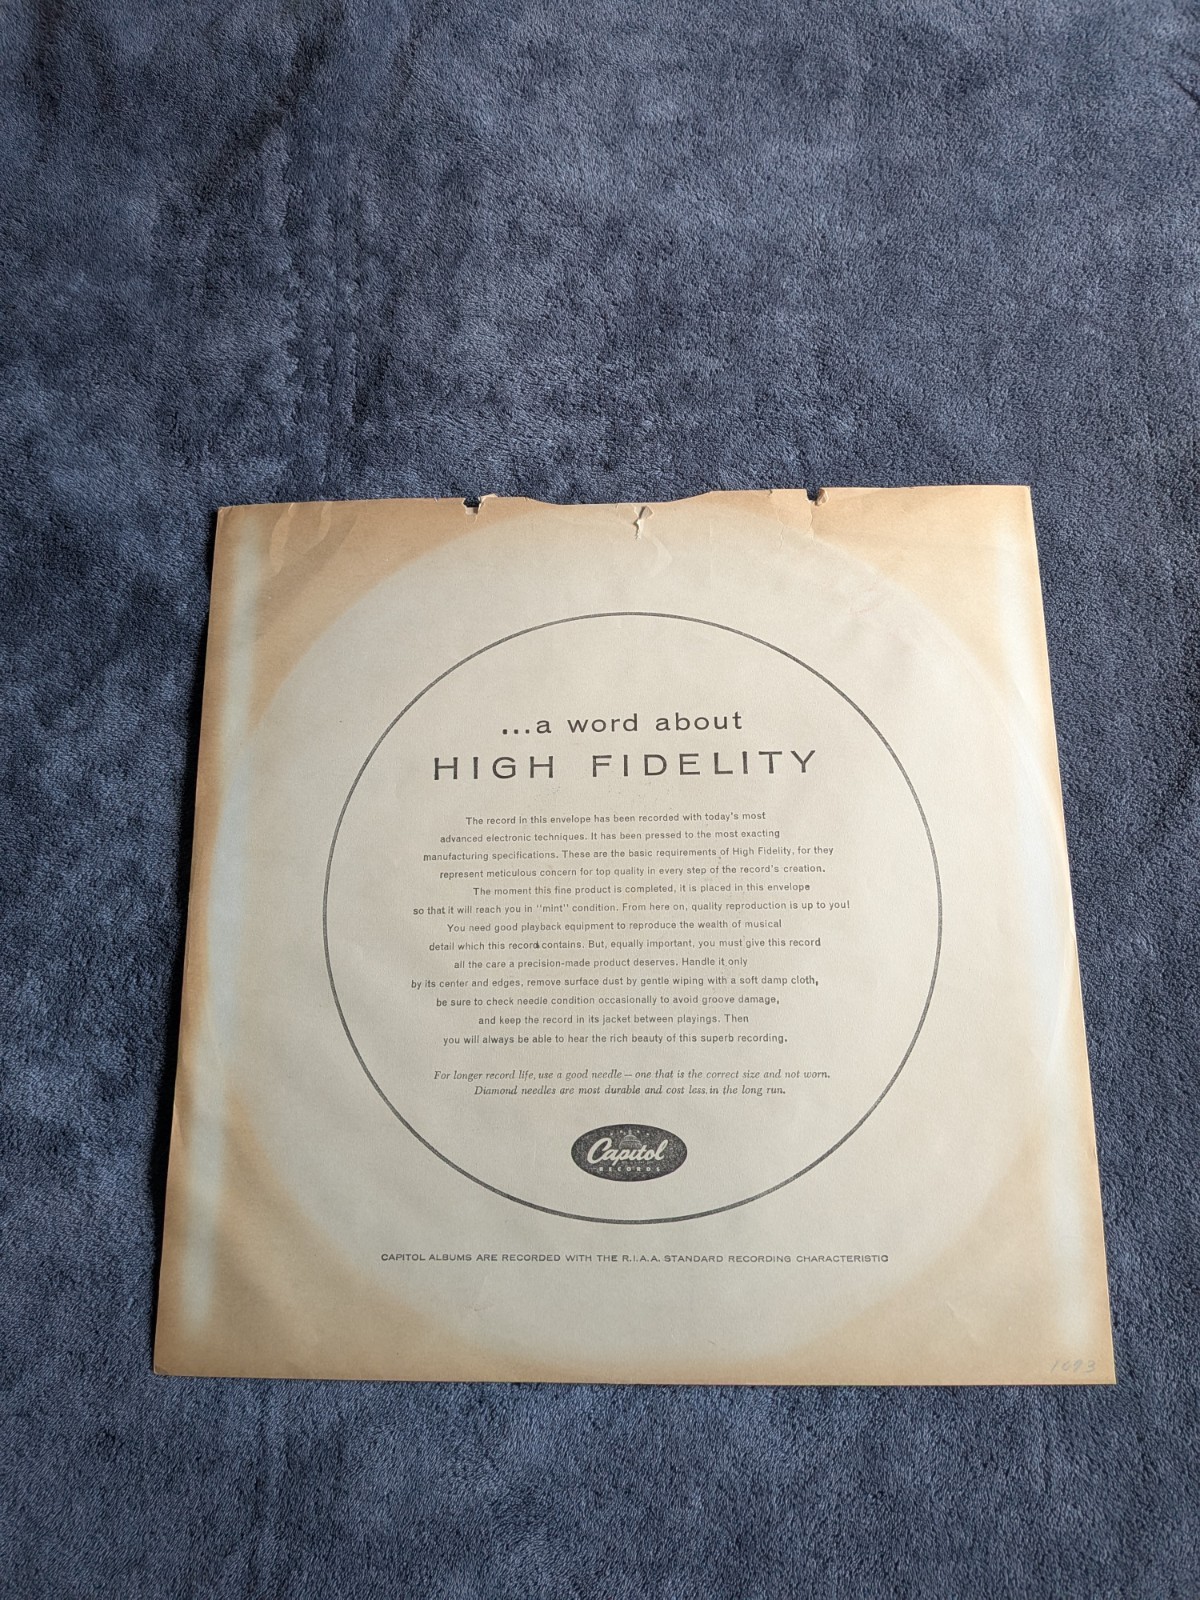 ...a word about
HIGH FIDELITY
The record in this envelope has been recorded with today's most
advanced electronic techniques. It has been pressed to the most exacting
manufacturing specifications. These are the basic requirements of High Fidelity, for they
represent meticulous concern for top quality in every step of the record's creation.
The moment this fine product is completed, it is placed in this envelope
so that it will reach you in "mint" condition. From here on, quality reproduction is up to you!
You need good playback equipment to reproduce the wealth of musical
detail which this record contains. But, equally important, you must give this record
all the care a precision-made product deserves. Handle it only
by its center and edges, remove surface dust by gentle wiping with a soft damp cloth,
be sure to check needle condition occasionally to avoid groove damage,
and keep the record in its jacket between playings. Then
you will always be able to hear the rich beauty of this superb recording.
For longer record life, use a good needle — one that is the correct size and not worn.
Diamond needles are most durable and cost less in the long run.
Capitol
RECORDS
CAPITOL ALBUMS ARE RECORDED WITH THE R.I.A.A. STANDARD RECORDING CHARACTERISTIC